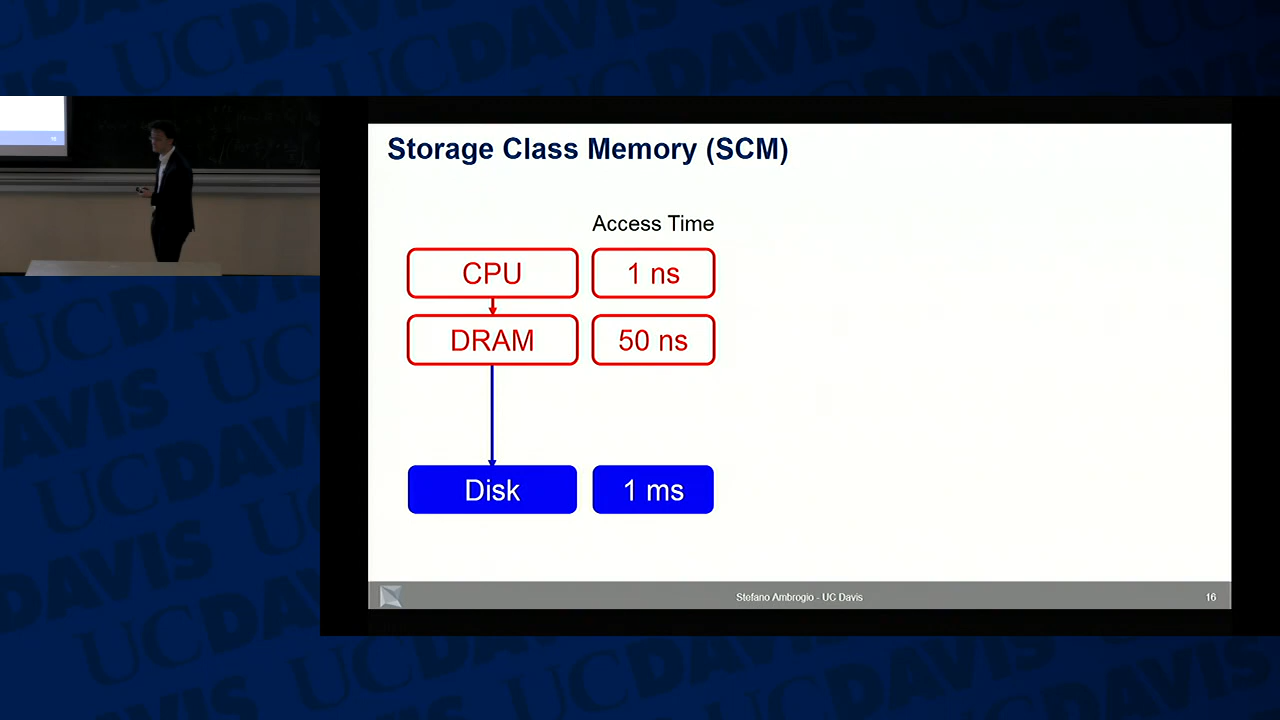 Storage Class Memory (SCM)
Access Time
CPU 1 ns
DRAM 50 ns
Disk 1 ms
Stefano Ambrogio - UC Davis 16
UCDAVIS